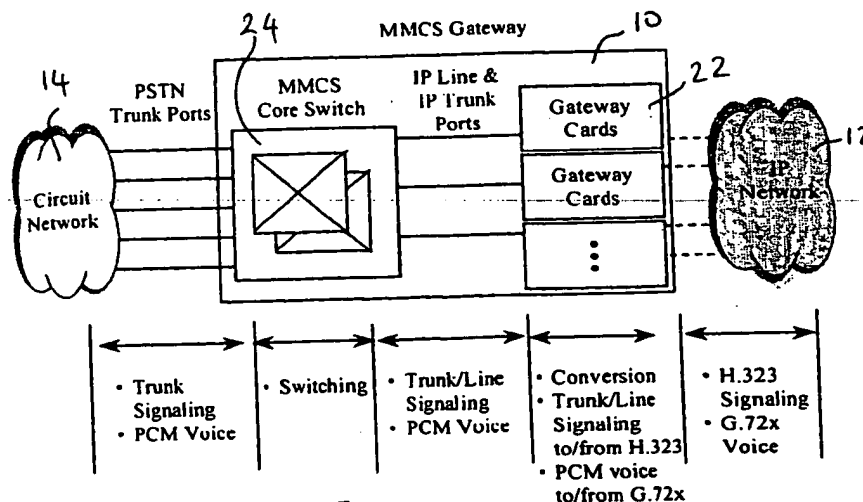 MMCS Gateway
24
10
14
PSTN
Trunk Ports
MMCS
Core Switch
IP Line &
IP Trunk
Ports
22
Gateway
Cards
Gateway
Cards
Circuit
Network
IP
Network
• Trunk
Signaling
• PCM Voice
• Switching
• Trunk/Line
Signaling
• PCM Voice
• Conversion
• Trunk/Line
Signaling
to/from H.323
• PCM voice
to/from G.72x
• H.323
Signaling
• G.72x
Voice